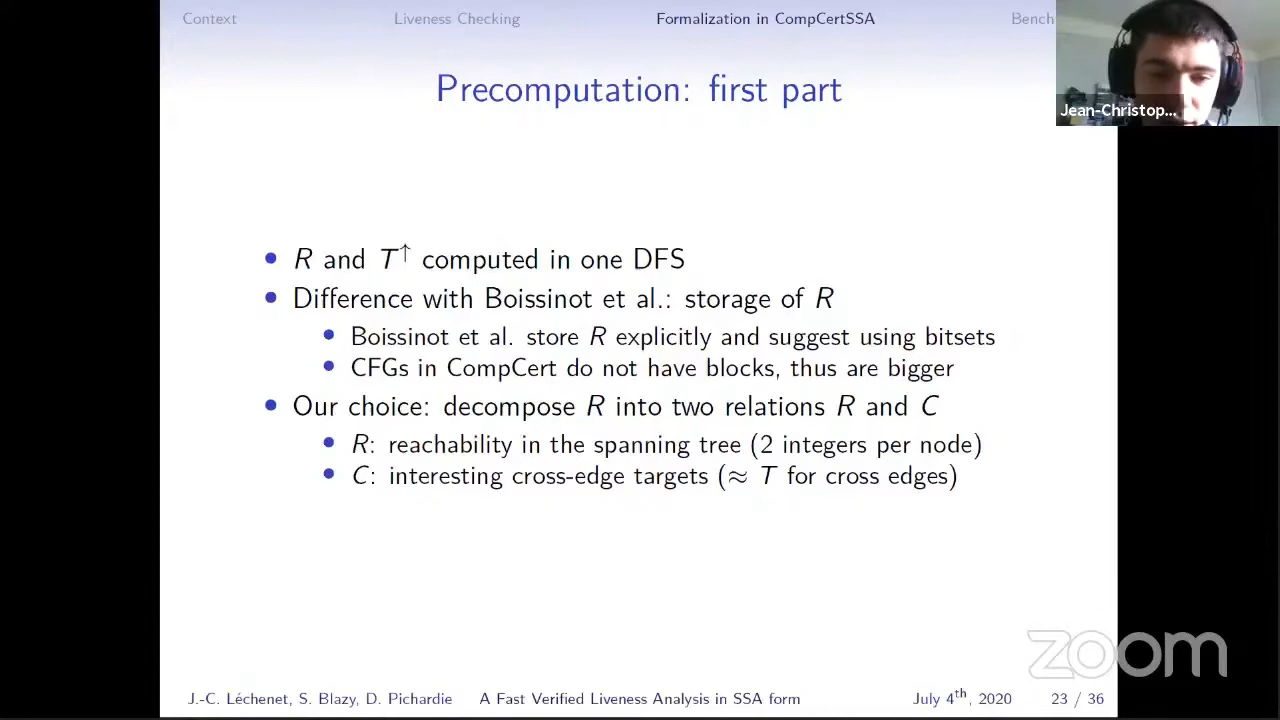 Context Liveness Checking Formalization in CompCertSSA Bench
Precomputation: first part
Jean-Christop...
• R and T↑ computed in one DFS
• Difference with Boissinot et al.: storage of R
• Boissinot et al. store R explicitly and suggest using bitsets
• CFGs in CompCert do not have blocks, thus are bigger
• Our choice: decompose R into two relations R and C
• R: reachability in the spanning tree (2 integers per node)
• C: interesting cross-edge targets (≈ T for cross edges)
zoom
J.-C. Léchenet, S. Blazy, D. Pichardie A Fast Verified Liveness Analysis in SSA form July 4th, 2020 23 / 36